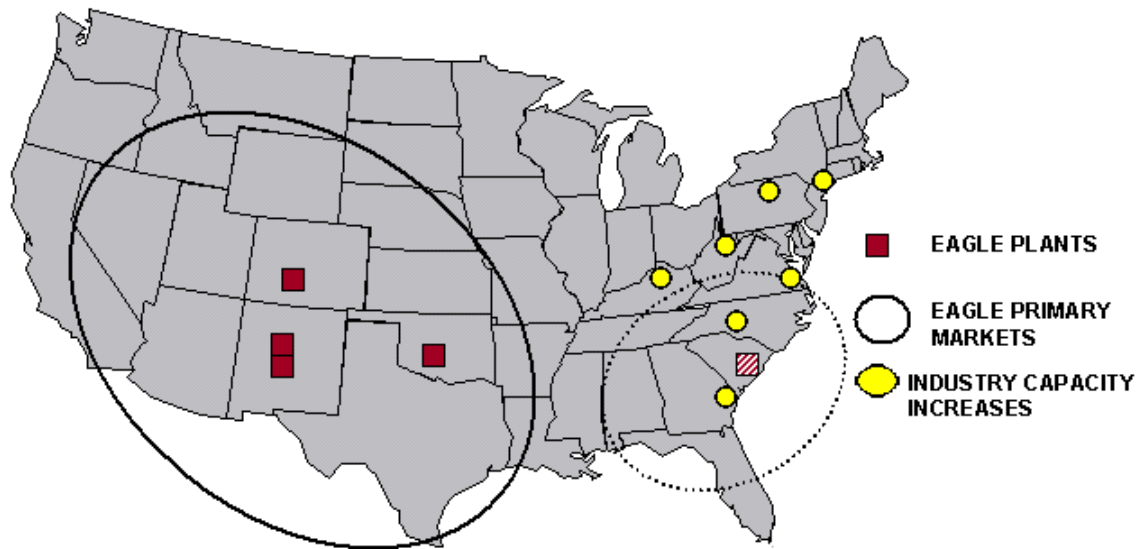 EAGLE PLANTS
EAGLE PRIMARY
MARKETS
INDUSTRY CAPACITY
INCREASES